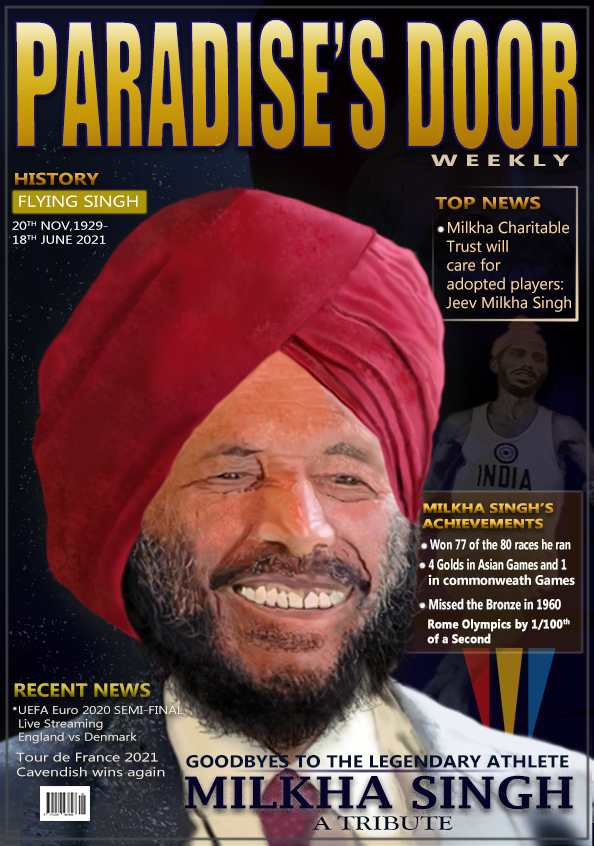 PARADISE'S DOOR
WEEKLY
HISTORY
FLYING SINGH
20TH NOV,1929-
18TH JUNE 2021
TOP NEWS
• Milkha Charitable
Trust will
care for
adopted players:
Jeev Milkha Singh
INDIA
MILKHA SINGH'S
ACHIEVEMENTS
• Won 77 of the 80 races he ran
• 4 Golds in Asian Games and 1
in commonweath Games
• Missed the Bronze in 1960
Rome Olympics by 1/100th
of a Second
RECENT NEWS
*UEFA Euro 2020 SEMI-FINAL
Live Streaming
England vs Denmark
Tour de France 2021
Cavendish wins again
GOODBYES TO THE LEGENDARY ATHLETE
MILKHA SINGH
A TRIBUTE